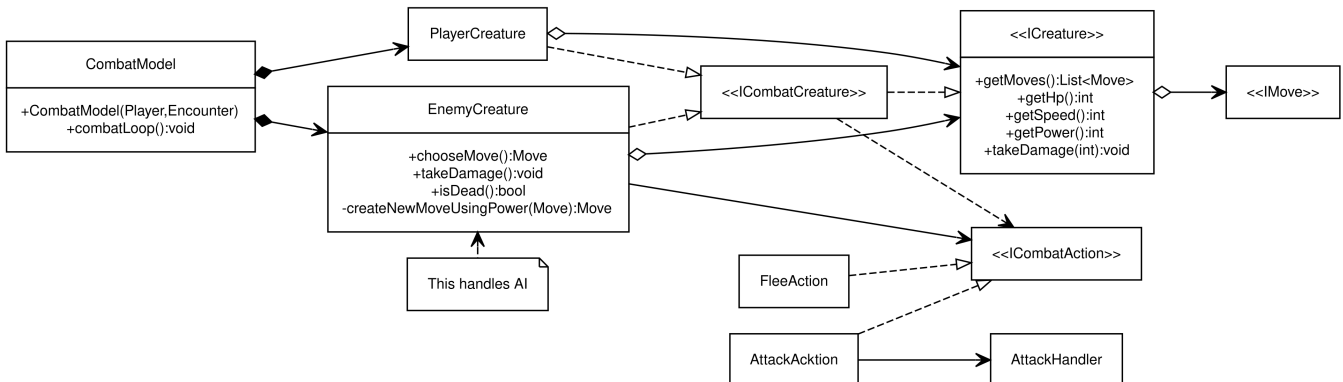 CombatModel
+CombatModel(Player,Encounter)
+combatLoop():void
PlayerCreature
EnemyCreature
+chooseMove():Move
+takeDamage():void
+isDead():bool
-createNewMoveUsingPower(Move):Move
This handles AI
<<ICombatCreature>>
<<ICreature>>
+getMoves():List<Move>
+getHp():int
+getSpeed():int
+getPower():int
+takeDamage(int):void
<<IMove>>
<<ICombatAction>>
FleeAction
AttackAcktion
AttackHandler